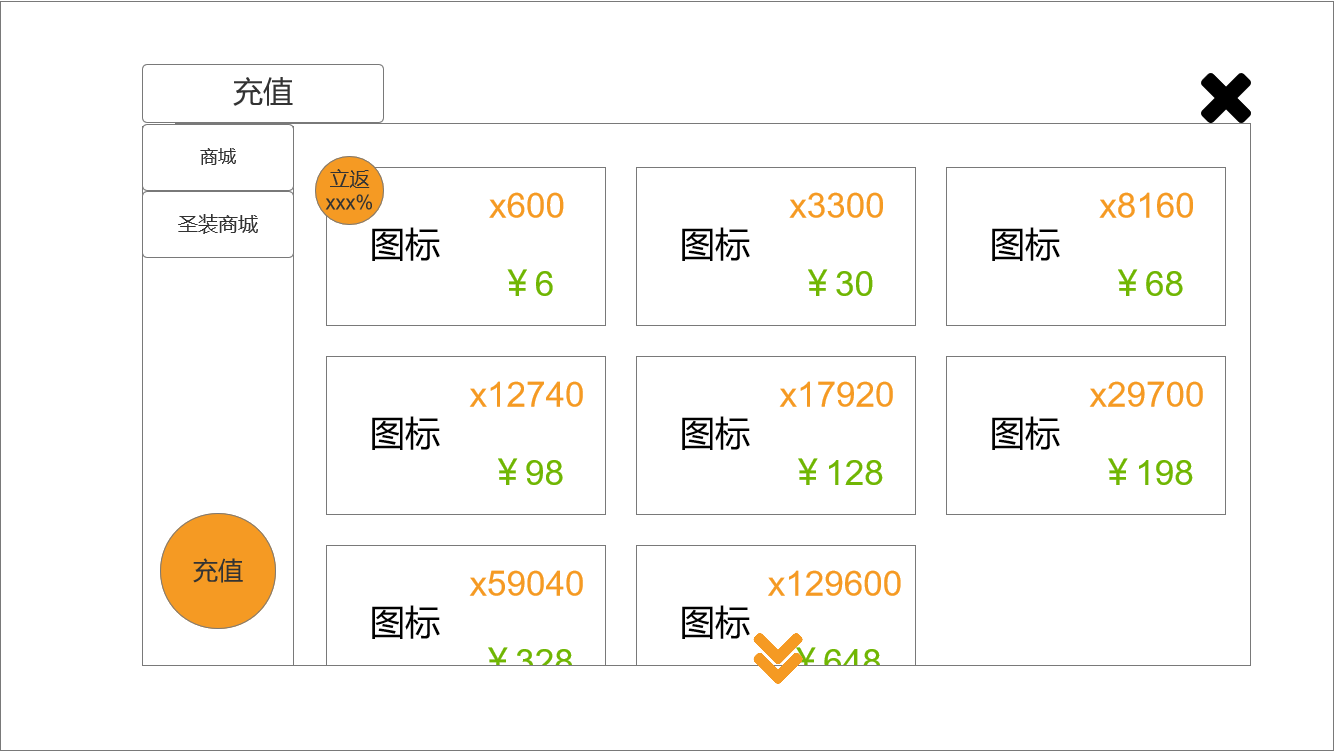 充值
商城
圣装商城
充值
立返
xxx%
图标
x600
¥ 6
图标
x3300
¥ 30
图标
x8160
¥ 68
图标
x12740
¥ 98
图标
x17920
¥ 128
图标
x29700
¥ 198
图标
x59040
¥ 328
图标
x129600
¥ 648